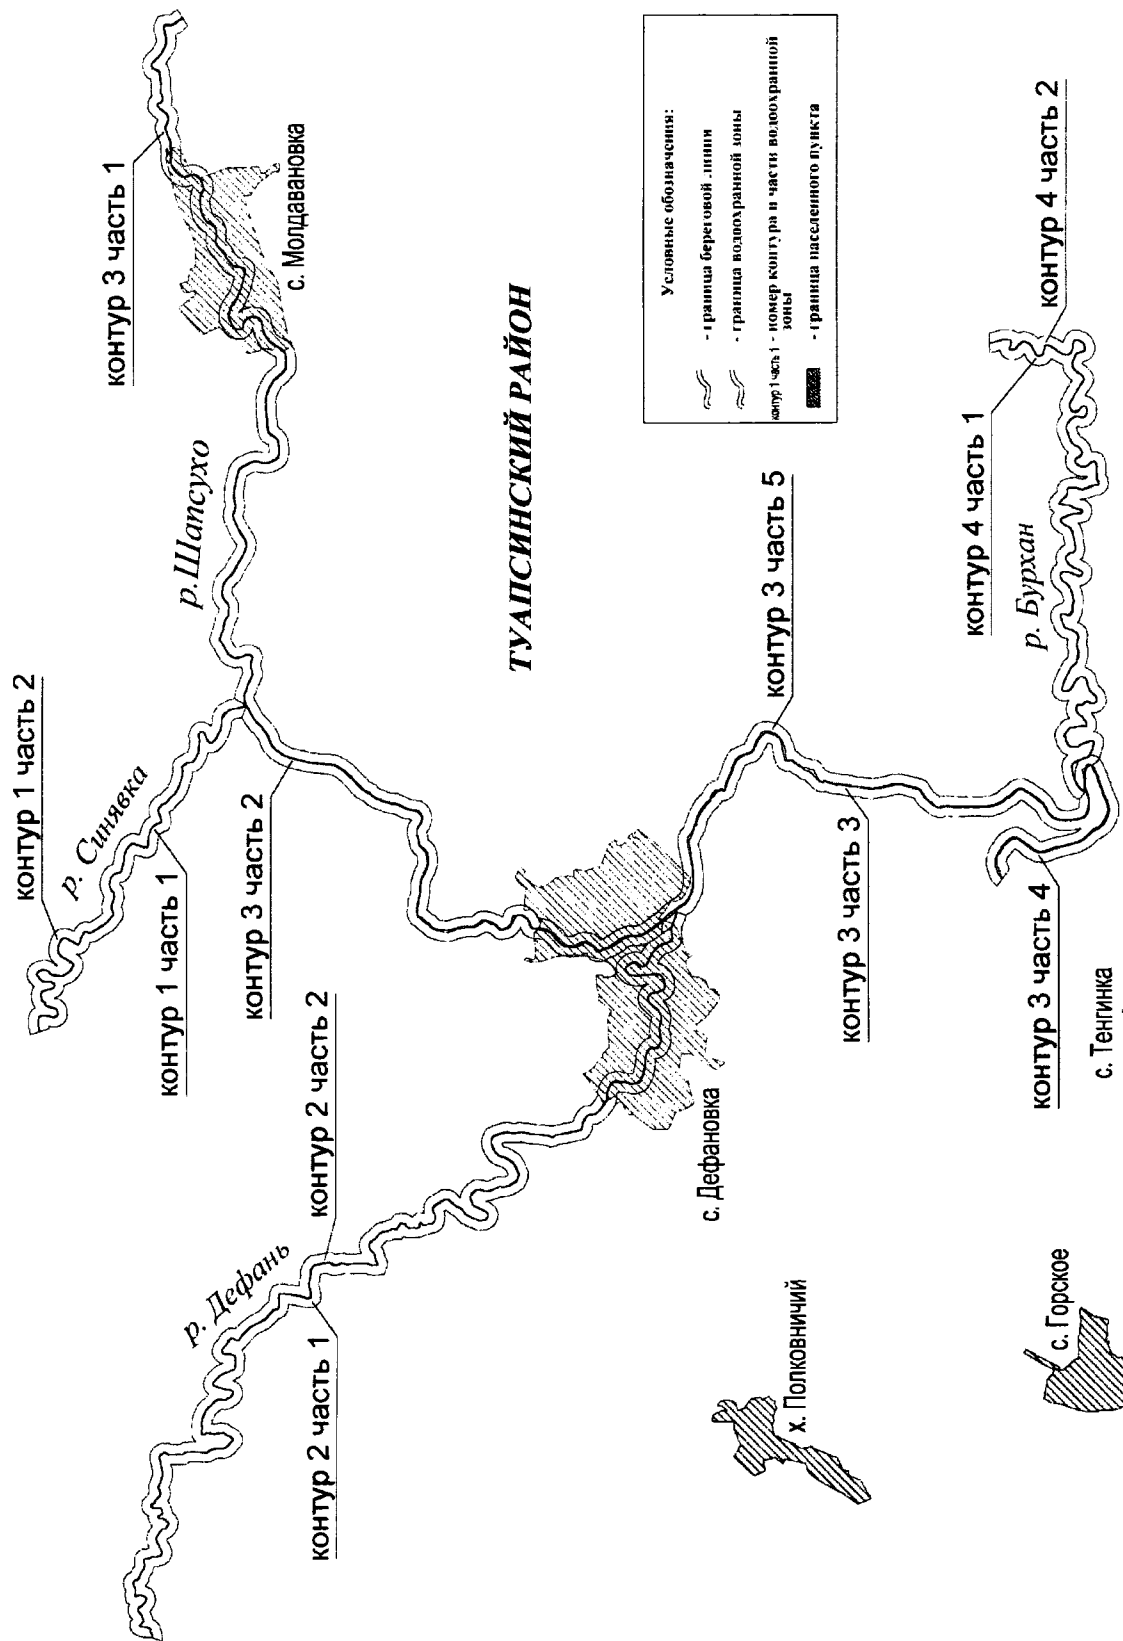 контур 1 часть 2
р. Синявка
контур 1 часть 1
контур 3 часть 1
с. Молдавановка
р. Шапсухо
контур 3 часть 2
контур 2 часть 2
р. Дефань
контур 2 часть 1
ТУАПСИНСКИЙ РАЙОН
Условные обозначения:
- граница береговой линии
- граница водоохранной зоны
контур 1 часть 1 - номер контура и части водоохранной
зоны
- граница населенного пункта
с. Дефановка
контур 3 часть 5
контур 3 часть 3
х. Полковничий
контур 4 часть 2
контур 4 часть 1
р. Бурхан
контур 3 часть 4
с. Тенгинка
с. Горское